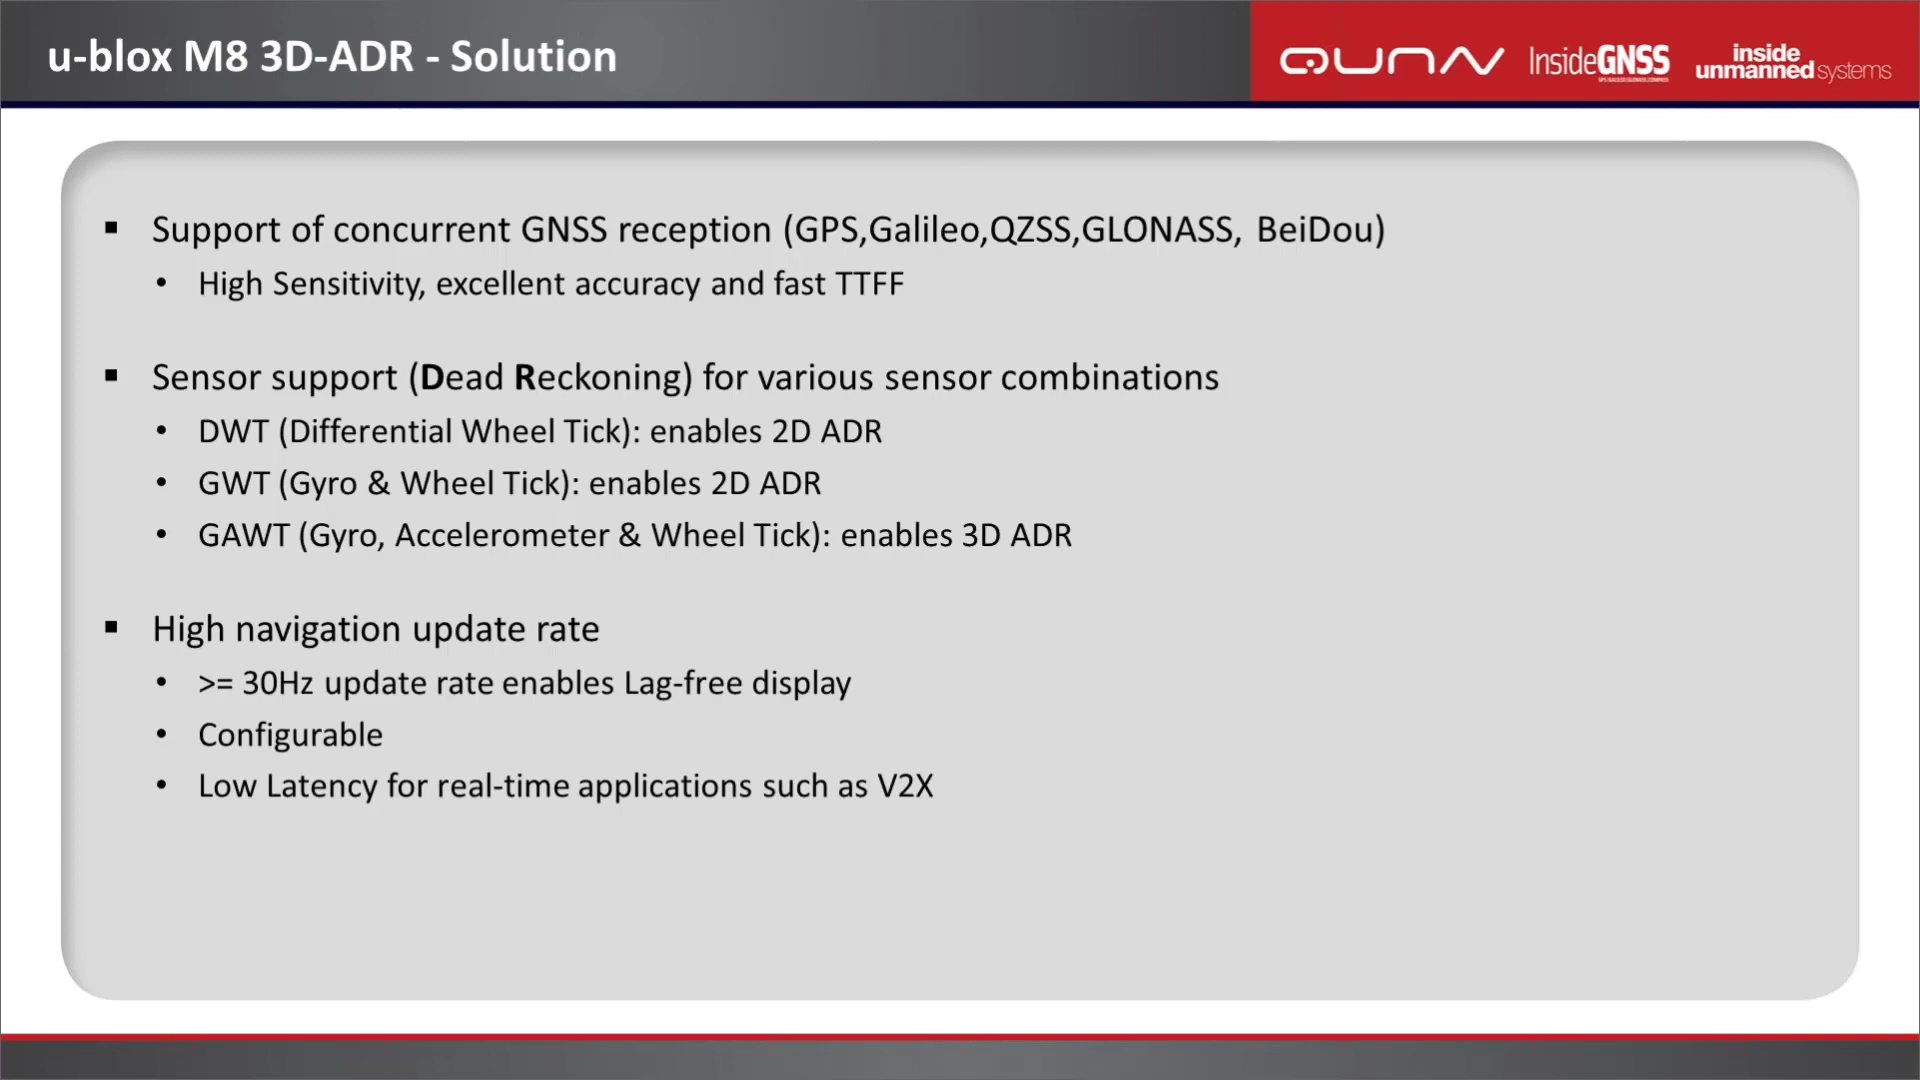 u-blox M8 3D-ADR - Solution
InsideGNSS
inside
unmanned systems
▪ Support of concurrent GNSS reception (GPS,Galileo,QZSS,GLONASS, BeiDou)
• High Sensitivity, excellent accuracy and fast TTFF
▪ Sensor support (Dead Reckoning) for various sensor combinations
• DWT (Differential Wheel Tick): enables 2D ADR
• GWT (Gyro & Wheel Tick): enables 2D ADR
• GAWT (Gyro, Accelerometer & Wheel Tick): enables 3D ADR
▪ High navigation update rate
• >= 30Hz update rate enables Lag-free display
• Configurable
• Low Latency for real-time applications such as V2X